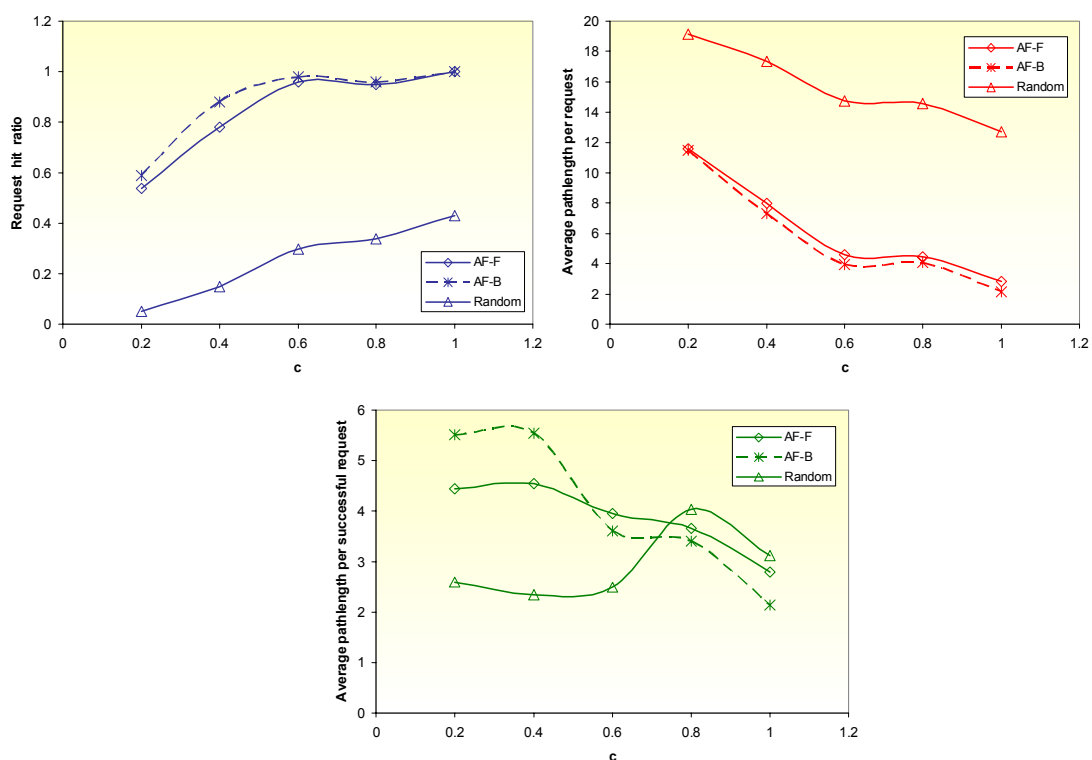 Request hit ratio
1.2
1
0.8
0.6
0.4
0.2
0
0 0.2 0.4 0.6 0.8 1 1.2
c
AF-F
AF-B
Random
Average pathlength per request
20
18
16
14
12
10
8
6
4
2
0
0 0.2 0.4 0.6 0.8 1 1.2
c
AF-F
AF-B
Random
Average pathlength per successful request
6
5
4
3
2
1
0
0 0.2 0.4 0.6 0.8 1 1.2
c
AF-F
AF-B
Random